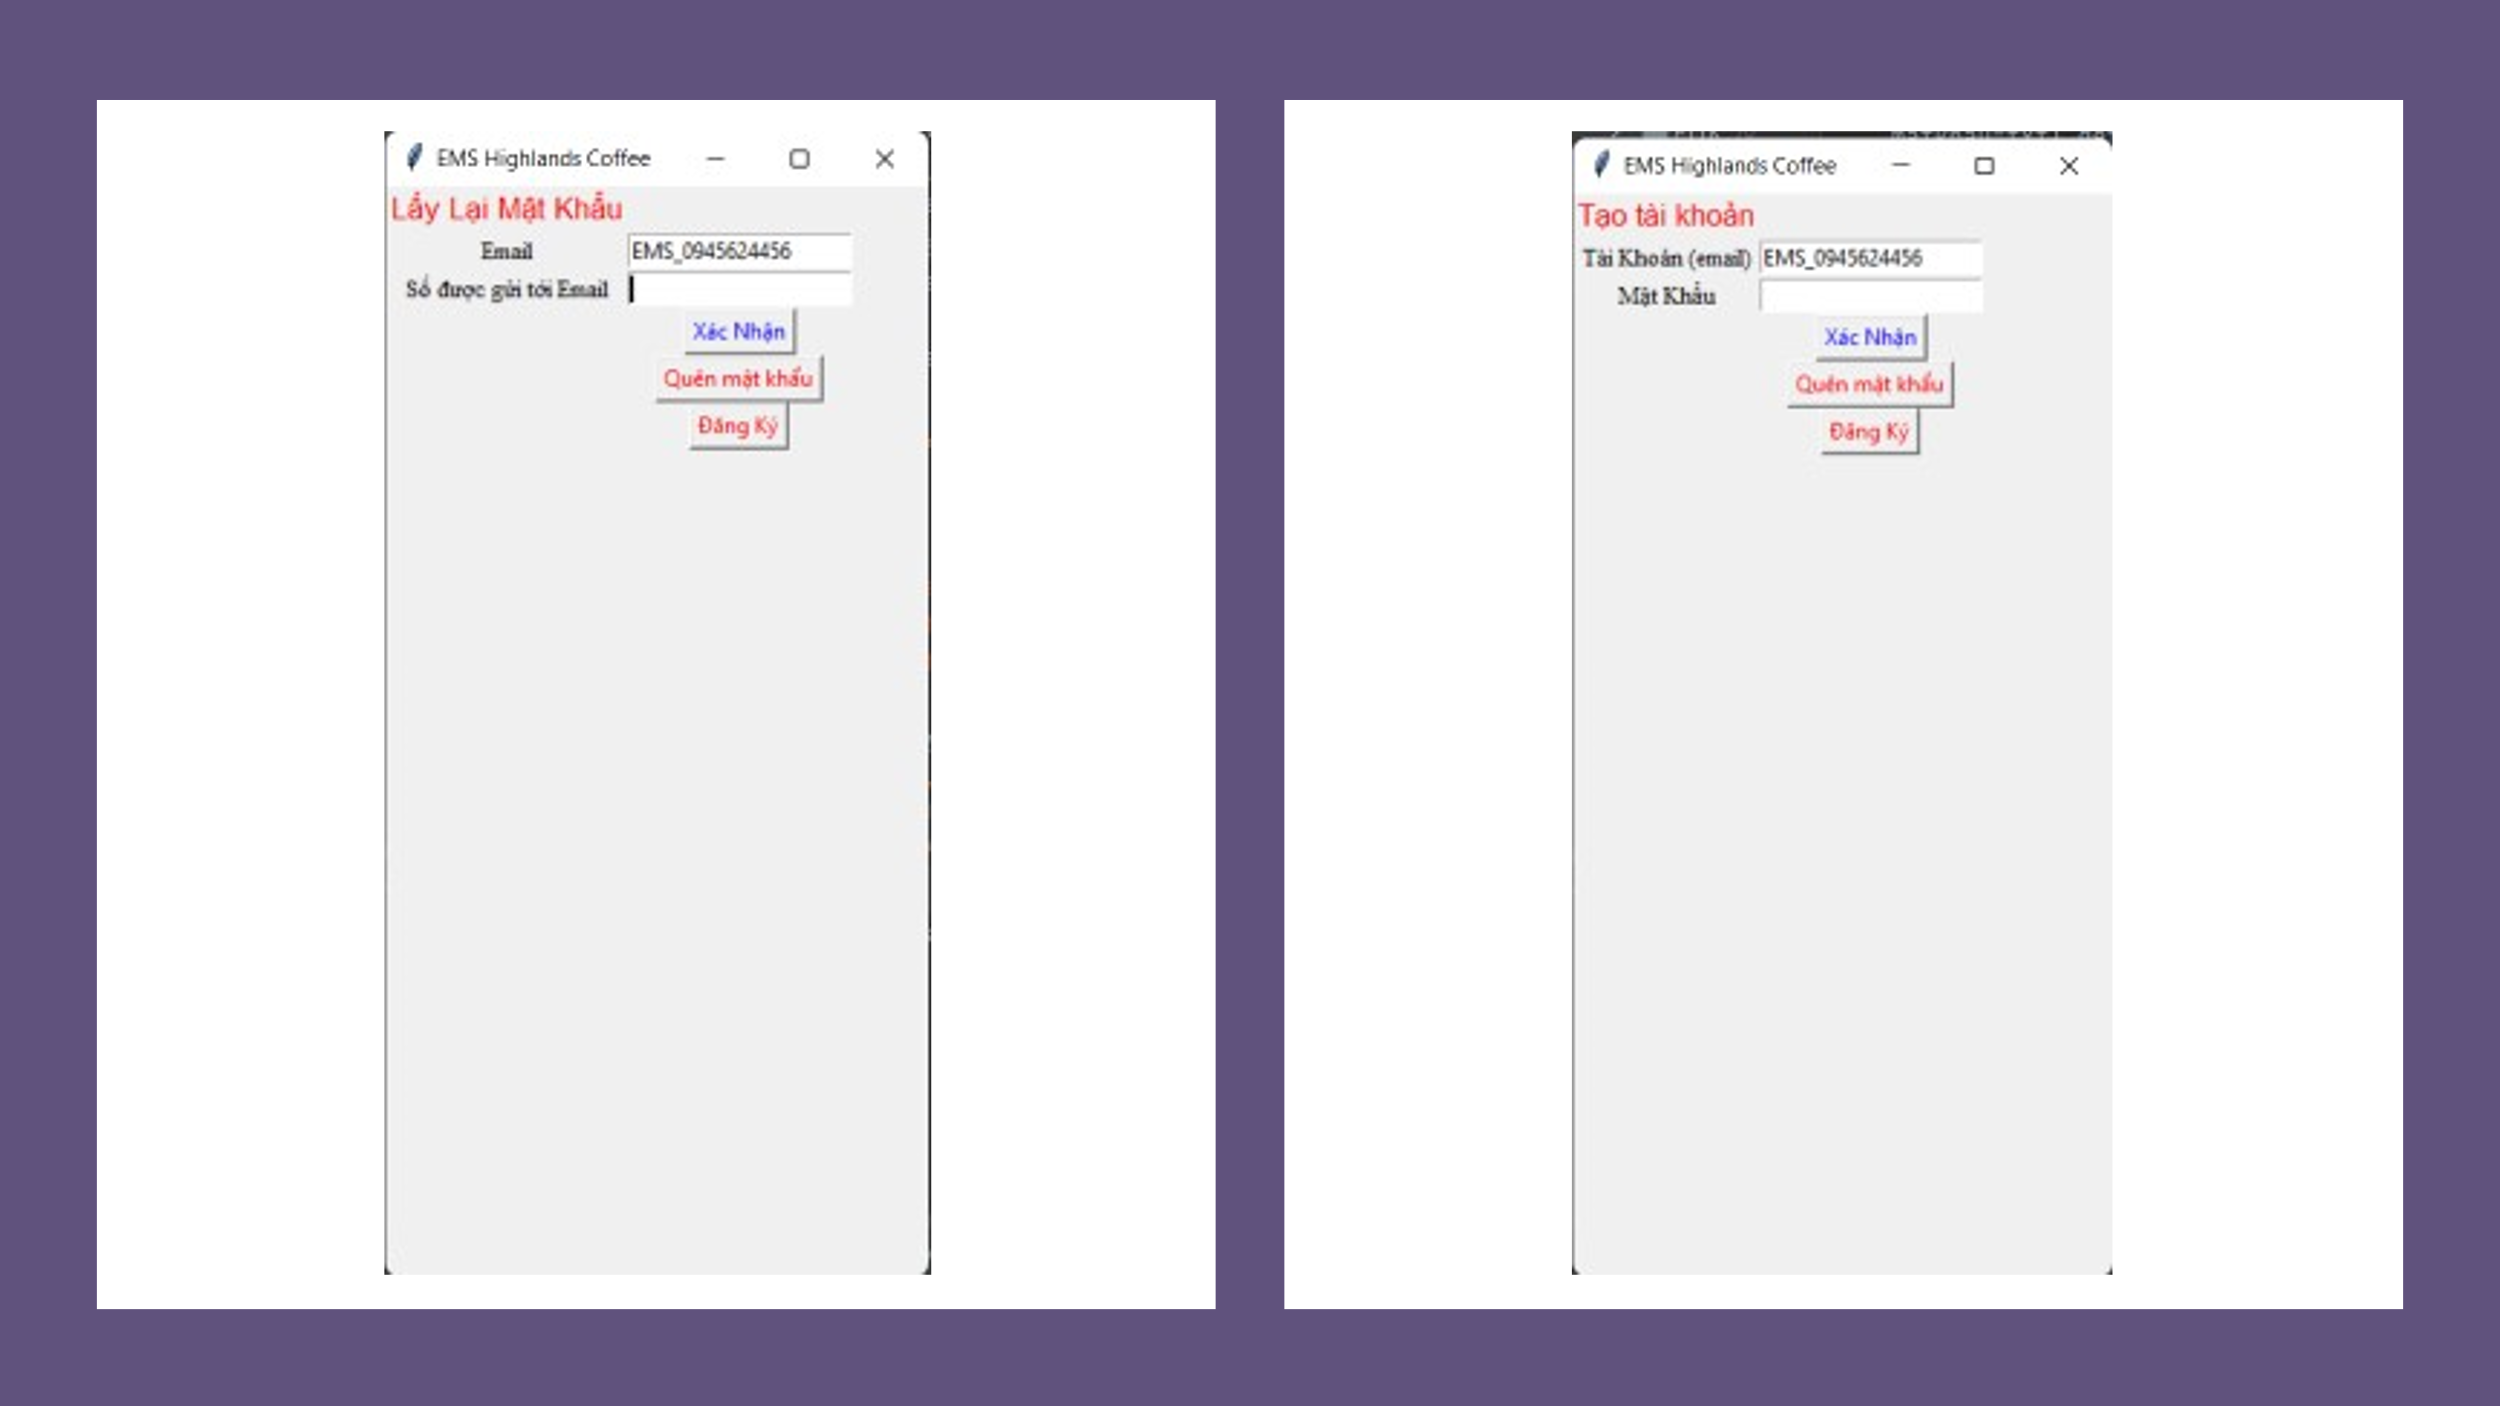 EMS Highlands Coffee
Lấy Lại Mật Khẩu
Email EMS_0945624456
Số được gửi tới Email
Xác Nhận
Quên mật khẩu
Đăng Ký
EMS Highlands Coffee
Tạo tài khoản
Tài Khoản (email) EMS_0945624456
Mật Khẩu
Xác Nhận
Quên mật khẩu
Đăng Ký